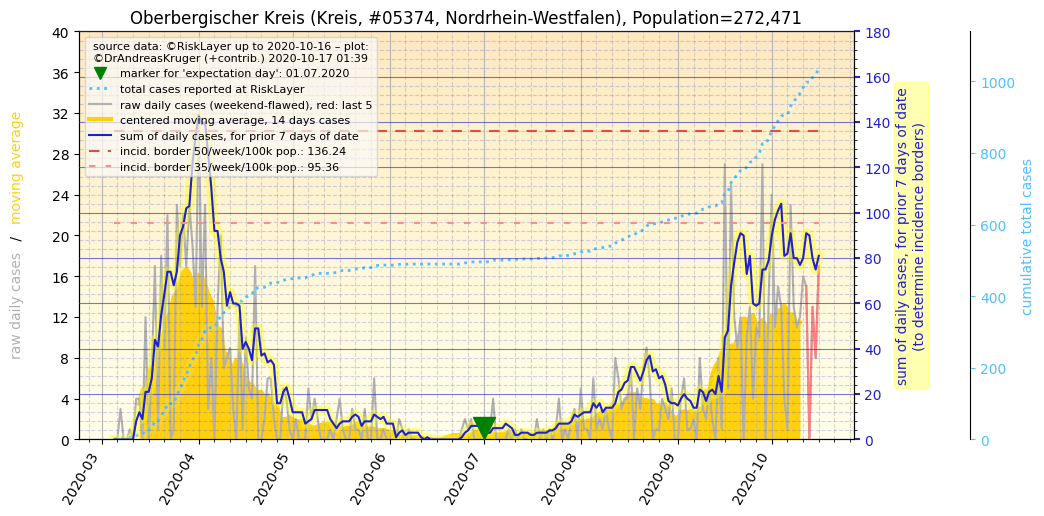 Oberbergischer Kreis (Kreis, #05374, Nordrhein-Westfalen), Population=272,471
source data: ©RiskLayer up to 2020-10-16 – plot:
©DrAndreasKruger (+contrib.) 2020-10-17 01:39
marker for 'expectation day': 01.07.2020
total cases reported at RiskLayer
raw daily cases (weekend-flawed), red: last 5
centered moving average, 14 days cases
sum of daily cases, for prior 7 days of date
incid. border 50/week/100k pop.: 136.24
incid. border 35/week/100k pop.: 95.36
raw daily cases / moving average
40
36
32
28
24
20
16
12
8
4
0
2020-03
2020-04
2020-05
2020-06
2020-07
2020-08
2020-09
2020-10
180
160
140
120
100
80
60
40
20
0
sum of daily cases, for prior 7 days of date
(to determine incidence borders)
1000
800
600
400
200
0
cumulative total cases